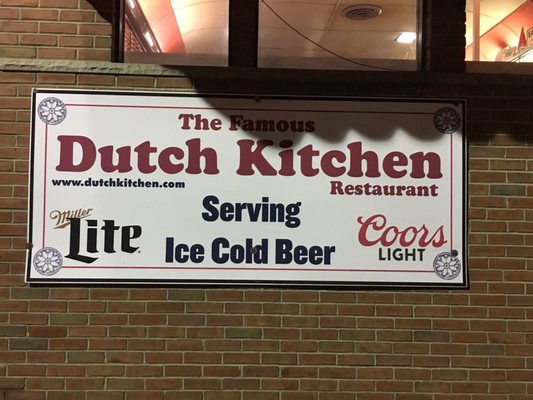 The Famous
Dutch Kitchen
www.dutchkitchen.com
Restaurant
Serving
Ice Cold Beer
Miller
Lite
Coors
LIGHT